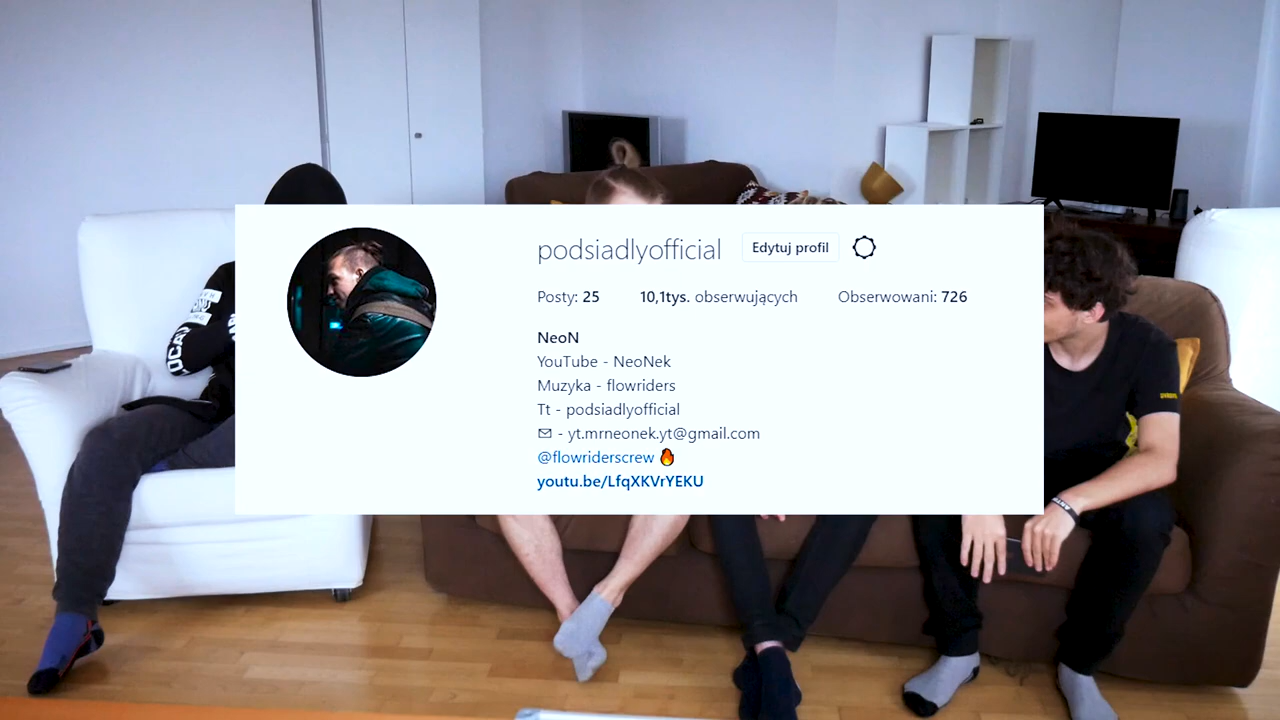 podsiadlyofficial Edytuj profil
Posty: 25 10,1tys. obserwujących Obserwowani: 726
NeoN
YouTube - NeoNek
Muzyka - flowriders
Tt - podsiadlyofficial
- yt.mrneonek.yt@gmail.com
@flowriderscrew 🔥
youtu.be/LfqXKVrYEKU